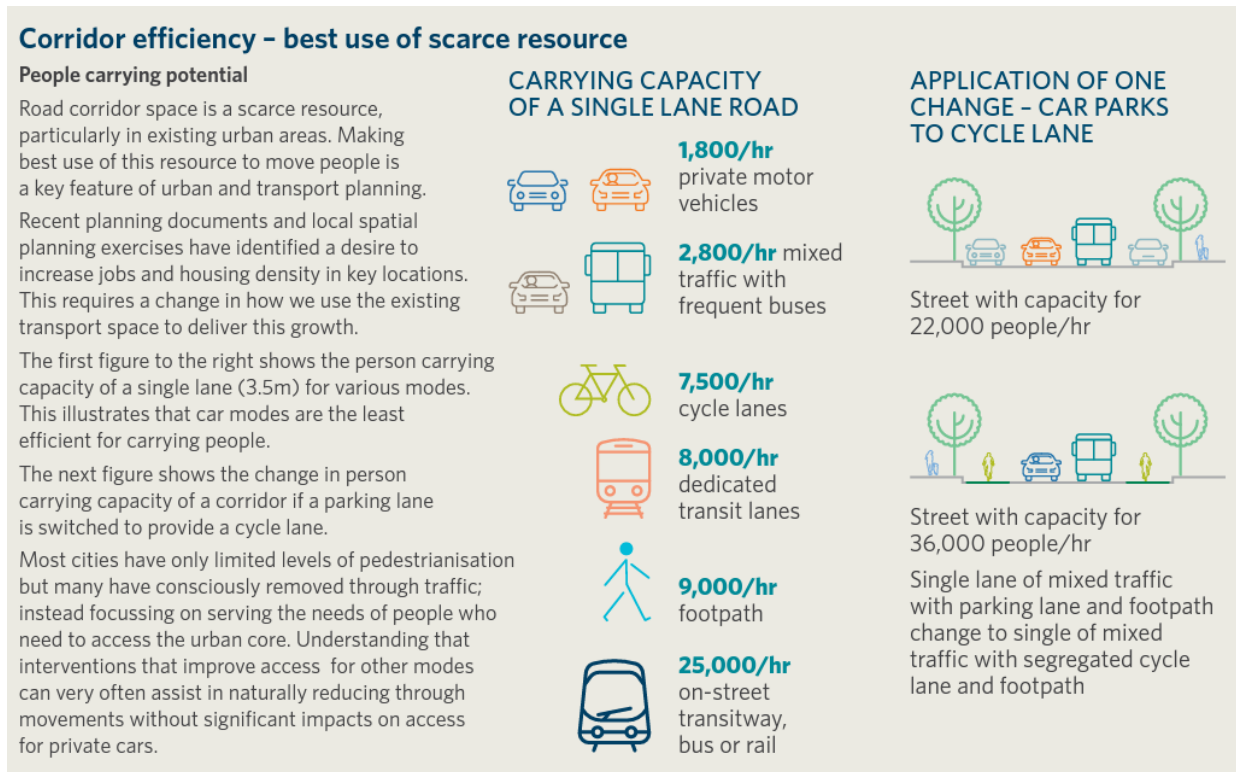 Corridor efficiency – best use of scarce resource
People carrying potential
Road corridor space is a scarce resource,
particularly in existing urban areas. Making
best use of this resource to move people is
a key feature of urban and transport planning.
Recent planning documents and local spatial
planning exercises have identified a desire to
increase jobs and housing density in key locations.
This requires a change in how we use the existing
transport space to deliver this growth.
The first figure to the right shows the person carrying
capacity of a single lane (3.5m) for various modes.
This illustrates that car modes are the least
efficient for carrying people.
The next figure shows the change in person
carrying capacity of a corridor if a parking lane
is switched to provide a cycle lane.
Most cities have only limited levels of pedestrianisation
but many have consciously removed through traffic;
instead focussing on serving the needs of people who
need to access the urban core. Understanding that
interventions that improve access  for other modes
can very often assist in naturally reducing through
movements without significant impacts on access
for private cars.
CARRYING CAPACITY
OF A SINGLE LANE ROAD
1,800/hr
private motor
vehicles
2,800/hr mixed
traffic with
frequent buses
7,500/hr
cycle lanes
8,000/hr
dedicated
transit lanes
9,000/hr
footpath
25,000/hr
on-street
transitway,
bus or rail
APPLICATION OF ONE
CHANGE – CAR PARKS
TO CYCLE LANE
Street with capacity for
22,000 people/hr
Street with capacity for
36,000 people/hr
Single lane of mixed traffic
with parking lane and footpath
change to single of mixed
traffic with segregated cycle
lane and footpath